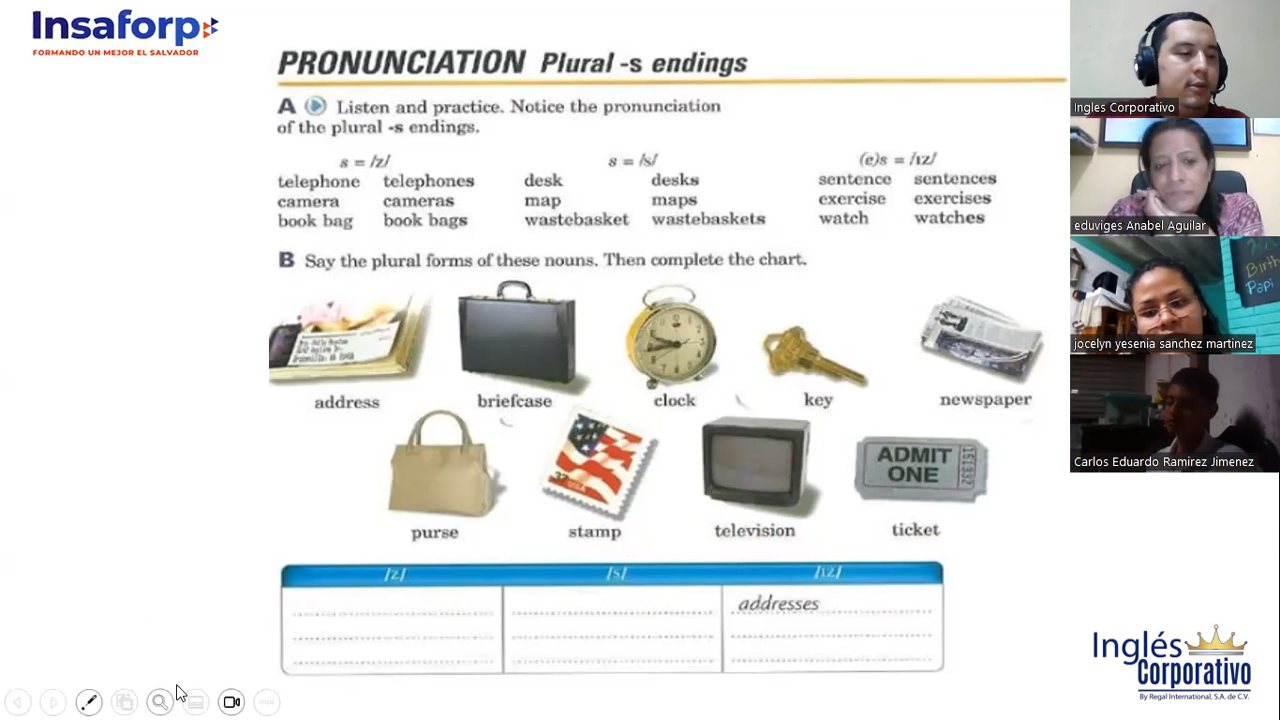 Insaforp
FORMANDO UN MEJOR EL SALVADOR
PRONUNCIATION Plural -s endings
A Listen and practice. Notice the pronunciation
of the plural -s endings.
s = /z/ s = /s/ (e)s = /ɪz/
telephone telephones desk desks sentence sentences
camera cameras map maps exercise exercises
book bag book bags wastebasket wastebaskets watch watches
B Say the plural forms of these nouns. Then complete the chart.
address briefcase clock key newspaper
ADMIT
ONE
USA
purse stamp television ticket
/z/ /s/ /ɪz/
addresses
Ingles Corporativo
eduviges Anabel Aguilar
Birth
Papi
jocelyn yesenia sanchez martinez
Carlos Eduardo Ramirez Jimenez
Inglés
Corporativo
By Regal International, S.A. de C.V.